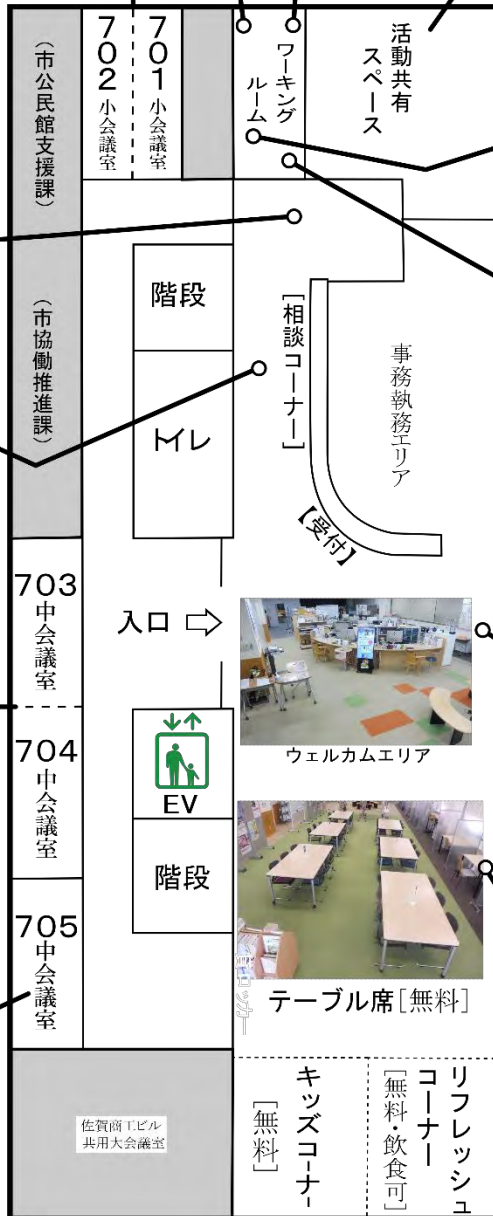 （市公民館支援課）
702 小会議室
701 小会議室
ワーキング
ルーム
活動共有
スペース
階段
［相談コーナー］
事務執務エリア
（市協働推進課）
トイレ
【受付】
703
中会議室
入口 ⇨
ウェルカムエリア
704
中会議室
EV
階段
705
中会議室
ロッカー
テーブル席［無料］
佐賀商工ビル
共用大会議室
キッズコーナー
［無料］
リフレッシュ
コーナー
［無料・飲食可］